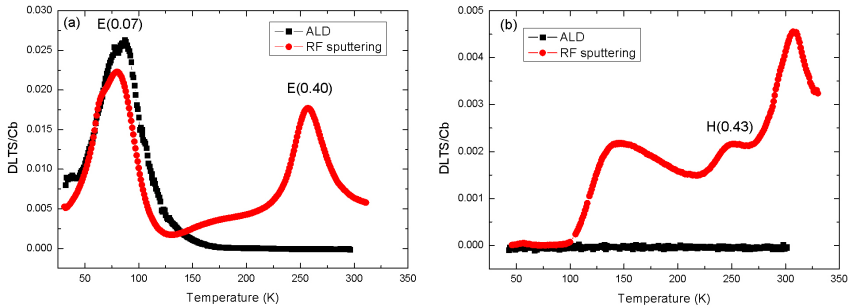 (a)
E(0.07)
ALD
RF sputtering
E(0.40)
DLTS/Cb
0.030
0.025
0.020
0.015
0.010
0.005
0.000
50 100 150 200 250 300 350
Temperature (K)
(b)
ALD
RF sputtering
H(0.43)
DLTS/Cb
0.005
0.004
0.003
0.002
0.001
0.000
50 100 150 200 250 300 350
Temperature (K)